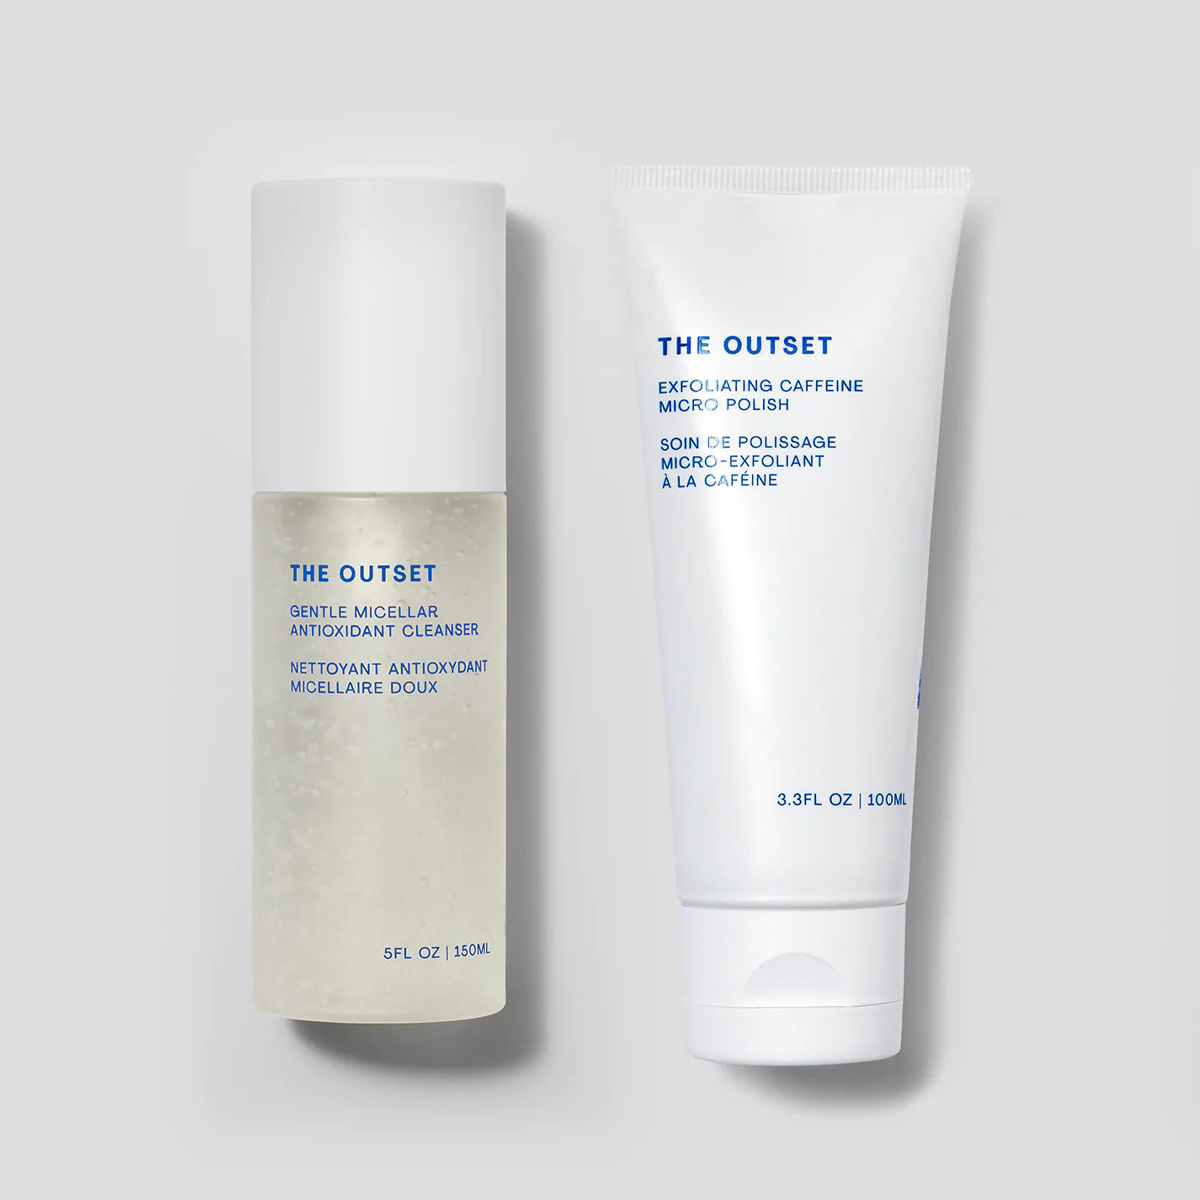 THE OUTSET
GENTLE MICELLAR
ANTIOXIDANT CLEANSER
NETTOYANT ANTIOXYDANT
MICELLAIRE DOUX
5FL OZ | 150ML
THE OUTSET
EXFOLIATING CAFFEINE
MICRO POLISH
SOIN DE POLISSAGE
MICRO-EXFOLIANT
À LA CAFÉINE
3.3FL OZ | 100ML